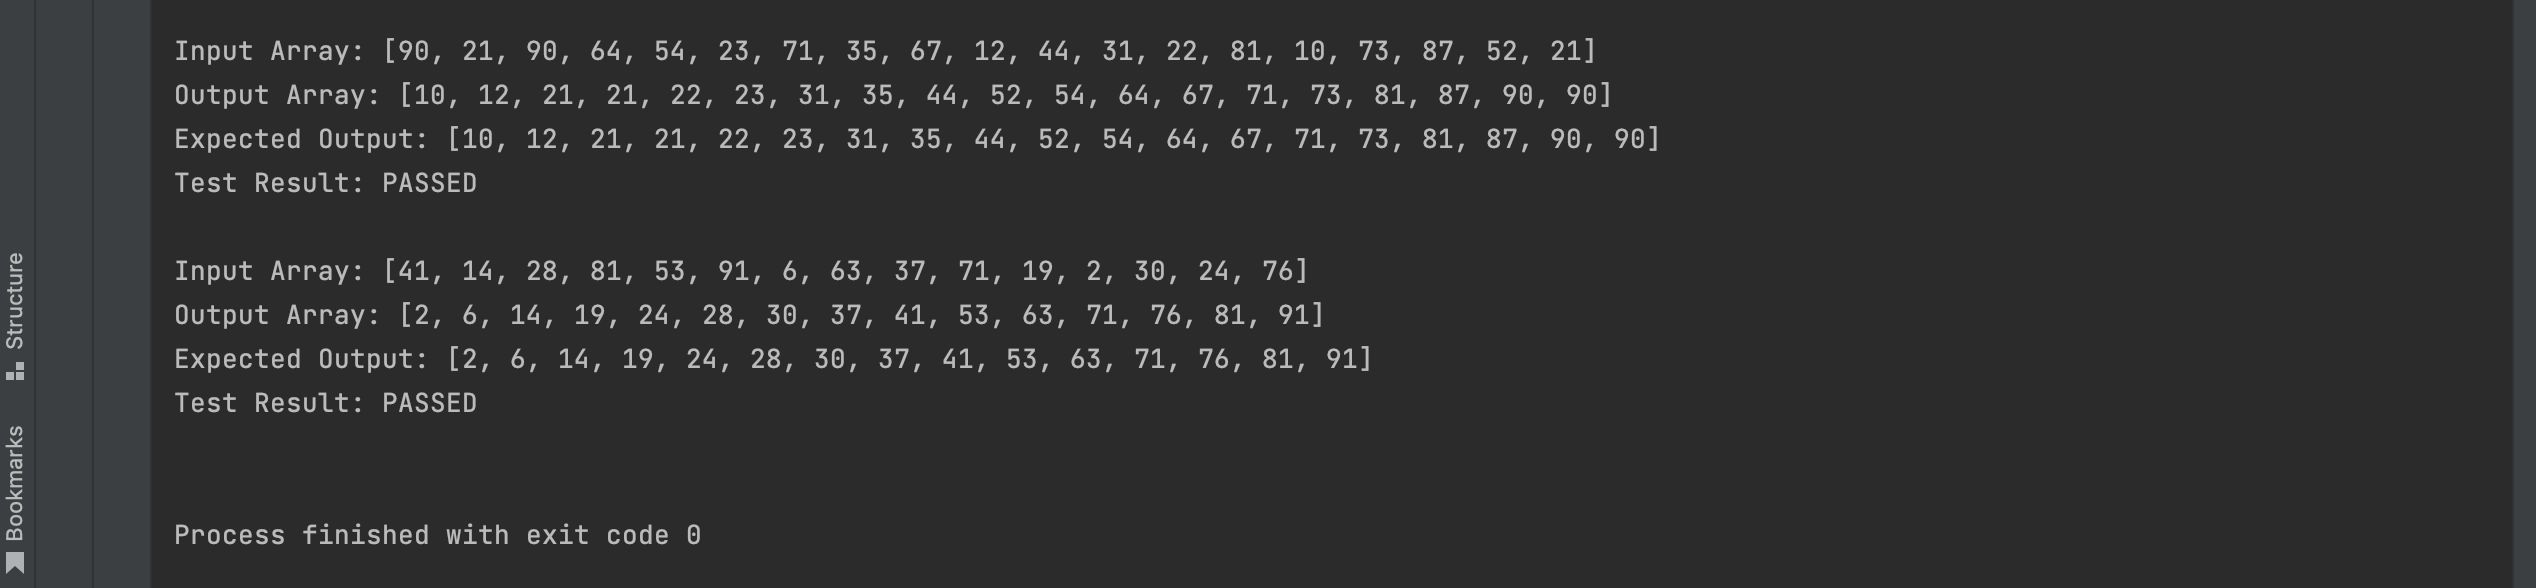 Input Array: [90, 21, 90, 64, 54, 23, 71, 35, 67, 12, 44, 31, 22, 81, 10, 73, 87, 52, 21]
Output Array: [10, 12, 21, 21, 22, 23, 31, 35, 44, 52, 54, 64, 67, 71, 73, 81, 87, 90, 90]
Expected Output: [10, 12, 21, 21, 22, 23, 31, 35, 44, 52, 54, 64, 67, 71, 73, 81, 87, 90, 90]
Test Result: PASSED
Input Array: [41, 14, 28, 81, 53, 91, 6, 63, 37, 71, 19, 2, 30, 24, 76]
Output Array: [2, 6, 14, 19, 24, 28, 30, 37, 41, 53, 63, 71, 76, 81, 91]
Expected Output: [2, 6, 14, 19, 24, 28, 30, 37, 41, 53, 63, 71, 76, 81, 91]
Test Result: PASSED
Process finished with exit code 0
Structure
Bookmarks